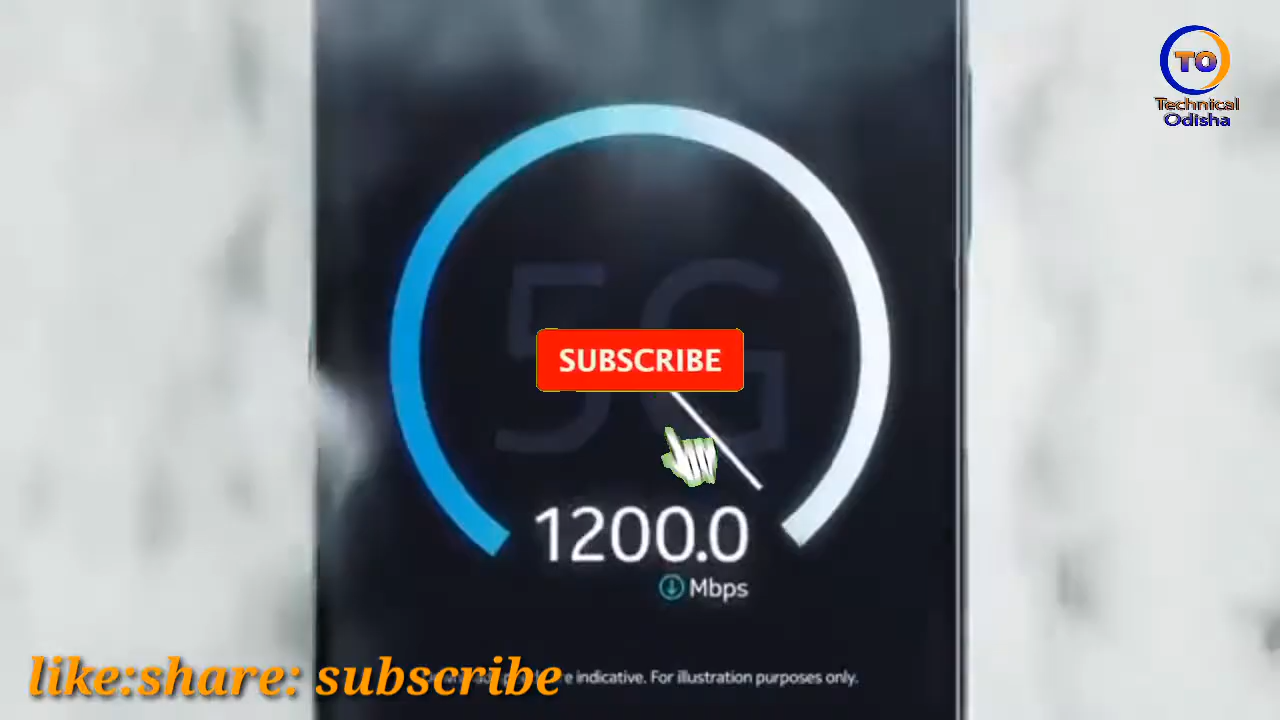 TO
Technical
Odisha
5G
SUBSCRIBE
1200.0
Mbps
like:share: subscribe
indicative. For illustration purposes only.